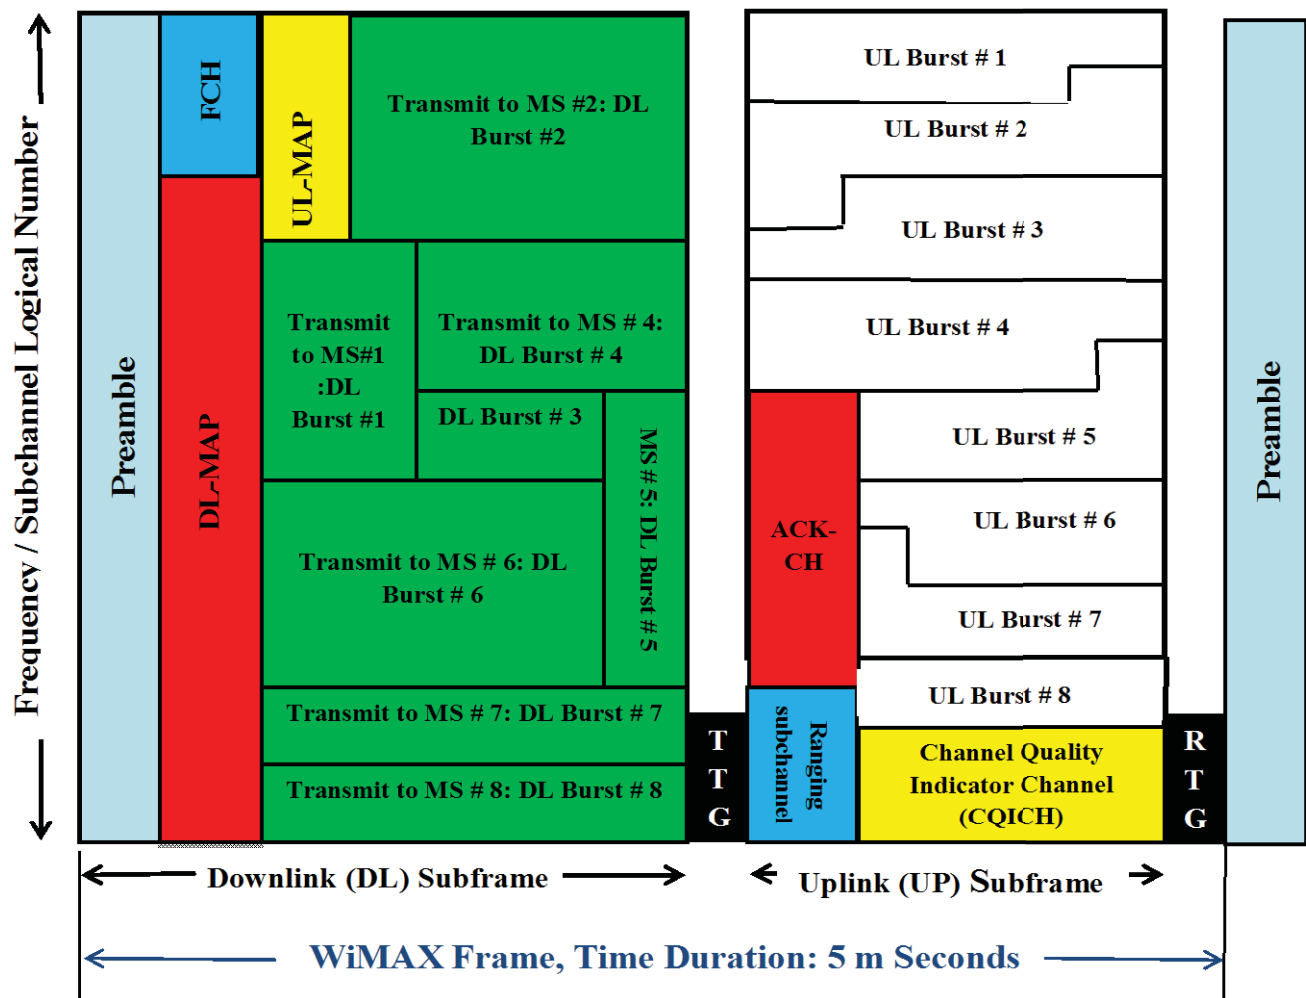 Frequency / Subchannel Logical Number
Preamble
FCH
DL-MAP
UL-MAP
Transmit to MS #2: DL
Burst #2
Transmit
to MS#1
:DL
Burst #1
Transmit to MS # 4:
DL Burst # 4
DL Burst # 3
MS # 5: DL Burst # 5
Transmit to MS # 6: DL
Burst # 6
Transmit to MS # 7: DL Burst # 7
Transmit to MS # 8: DL Burst # 8
TTG
UL Burst # 1
UL Burst # 2
UL Burst # 3
UL Burst # 4
UL Burst # 5
UL Burst # 6
UL Burst # 7
UL Burst # 8
ACK-
CH
Ranging
subchannel
Channel Quality
Indicator Channel
(CQICH)
RTG
Preamble
Downlink (DL) Subframe
Uplink (UP) Subframe
WiMAX Frame, Time Duration: 5 m Seconds